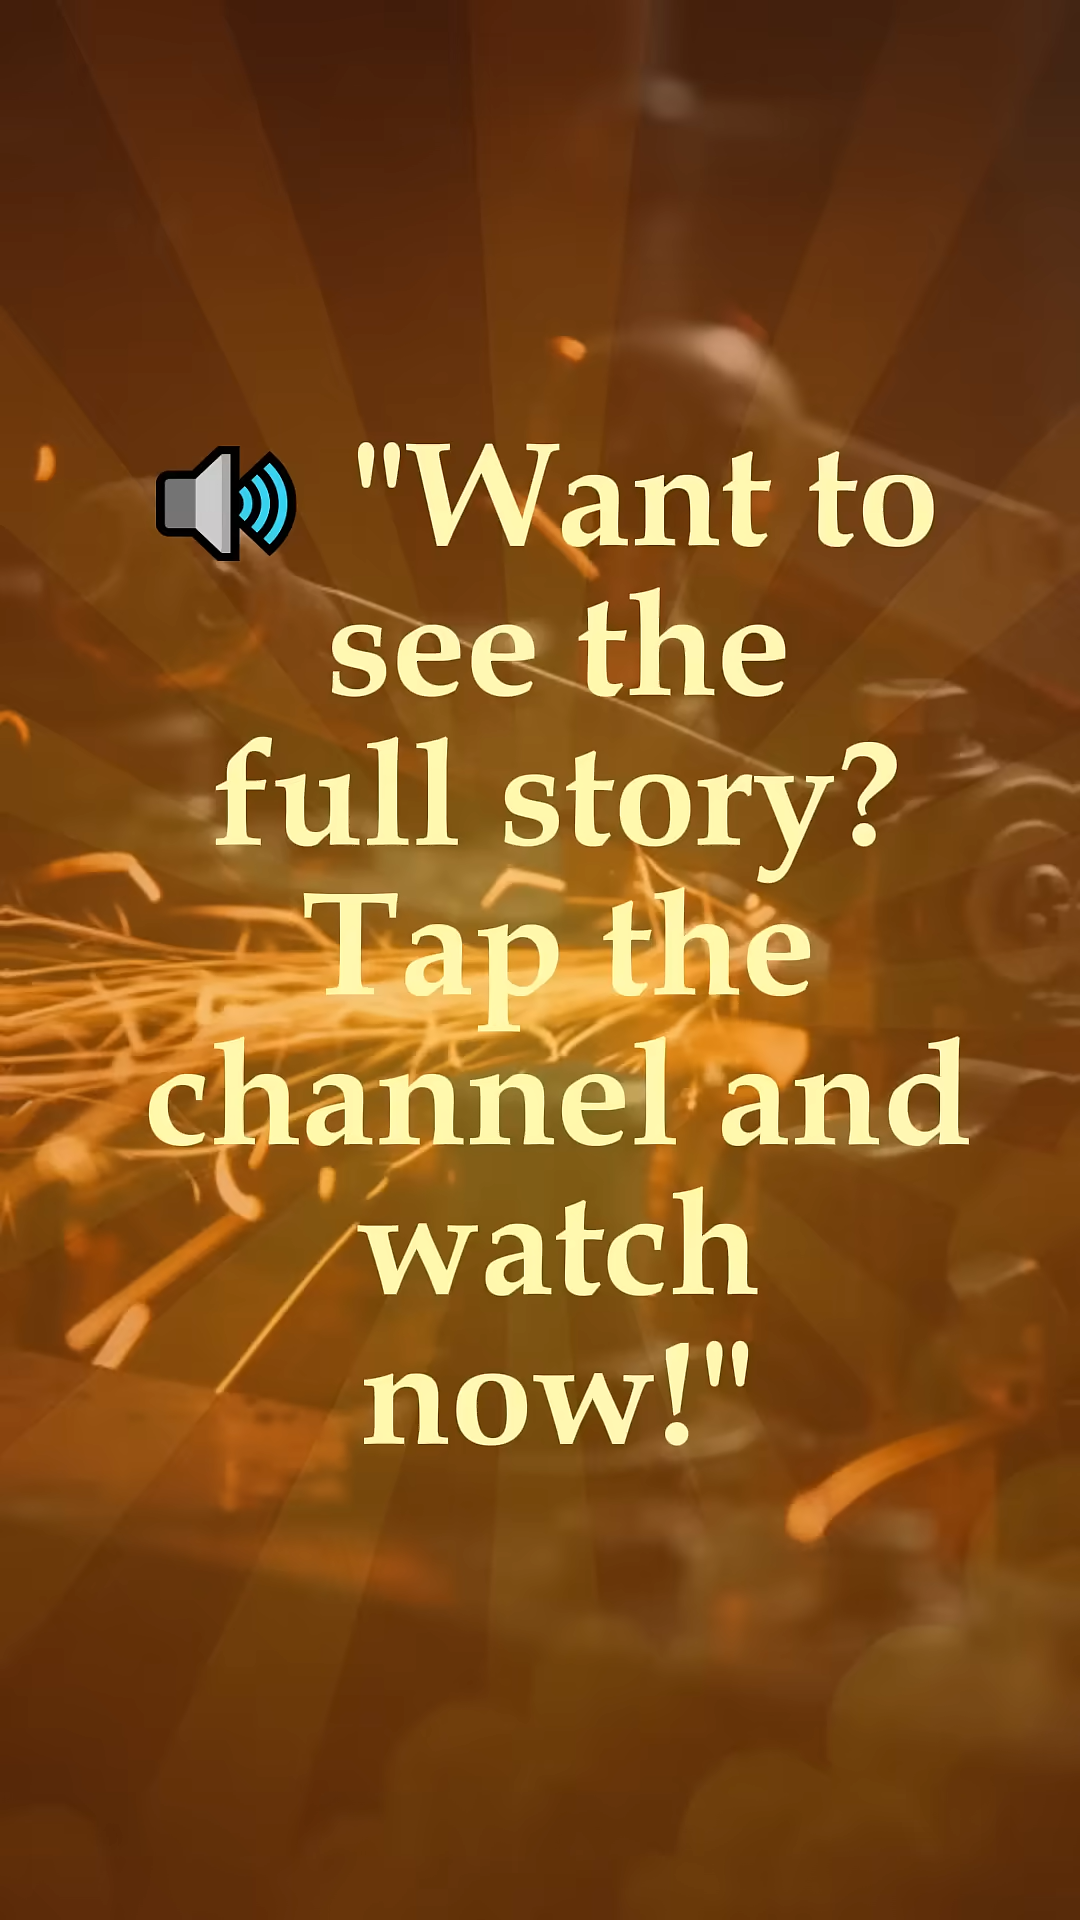 🔊 "Want to
see the
full story?
Tap the
channel and
watch
now!"